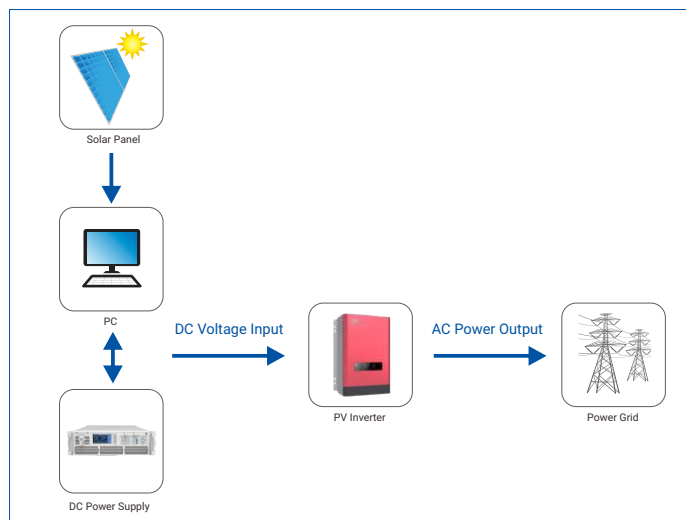 Solar Panel
PC
DC Voltage Input
AC Power Output
PV Inverter
Power Grid
DC Power Supply